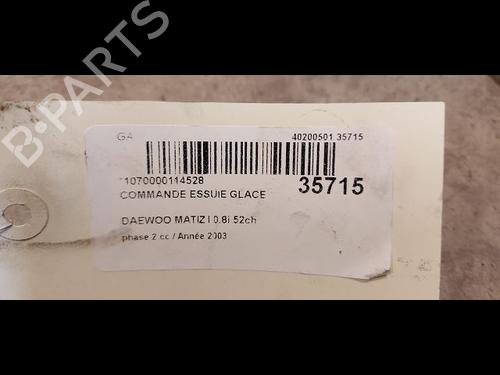 B-PARTS
GA
40200501 35715
*1070000114528
35715
COMMANDE ESSUIE GLACE
DAEWOO MATIZ I 0.8i 52ch
phase 2 cc / Année 2003